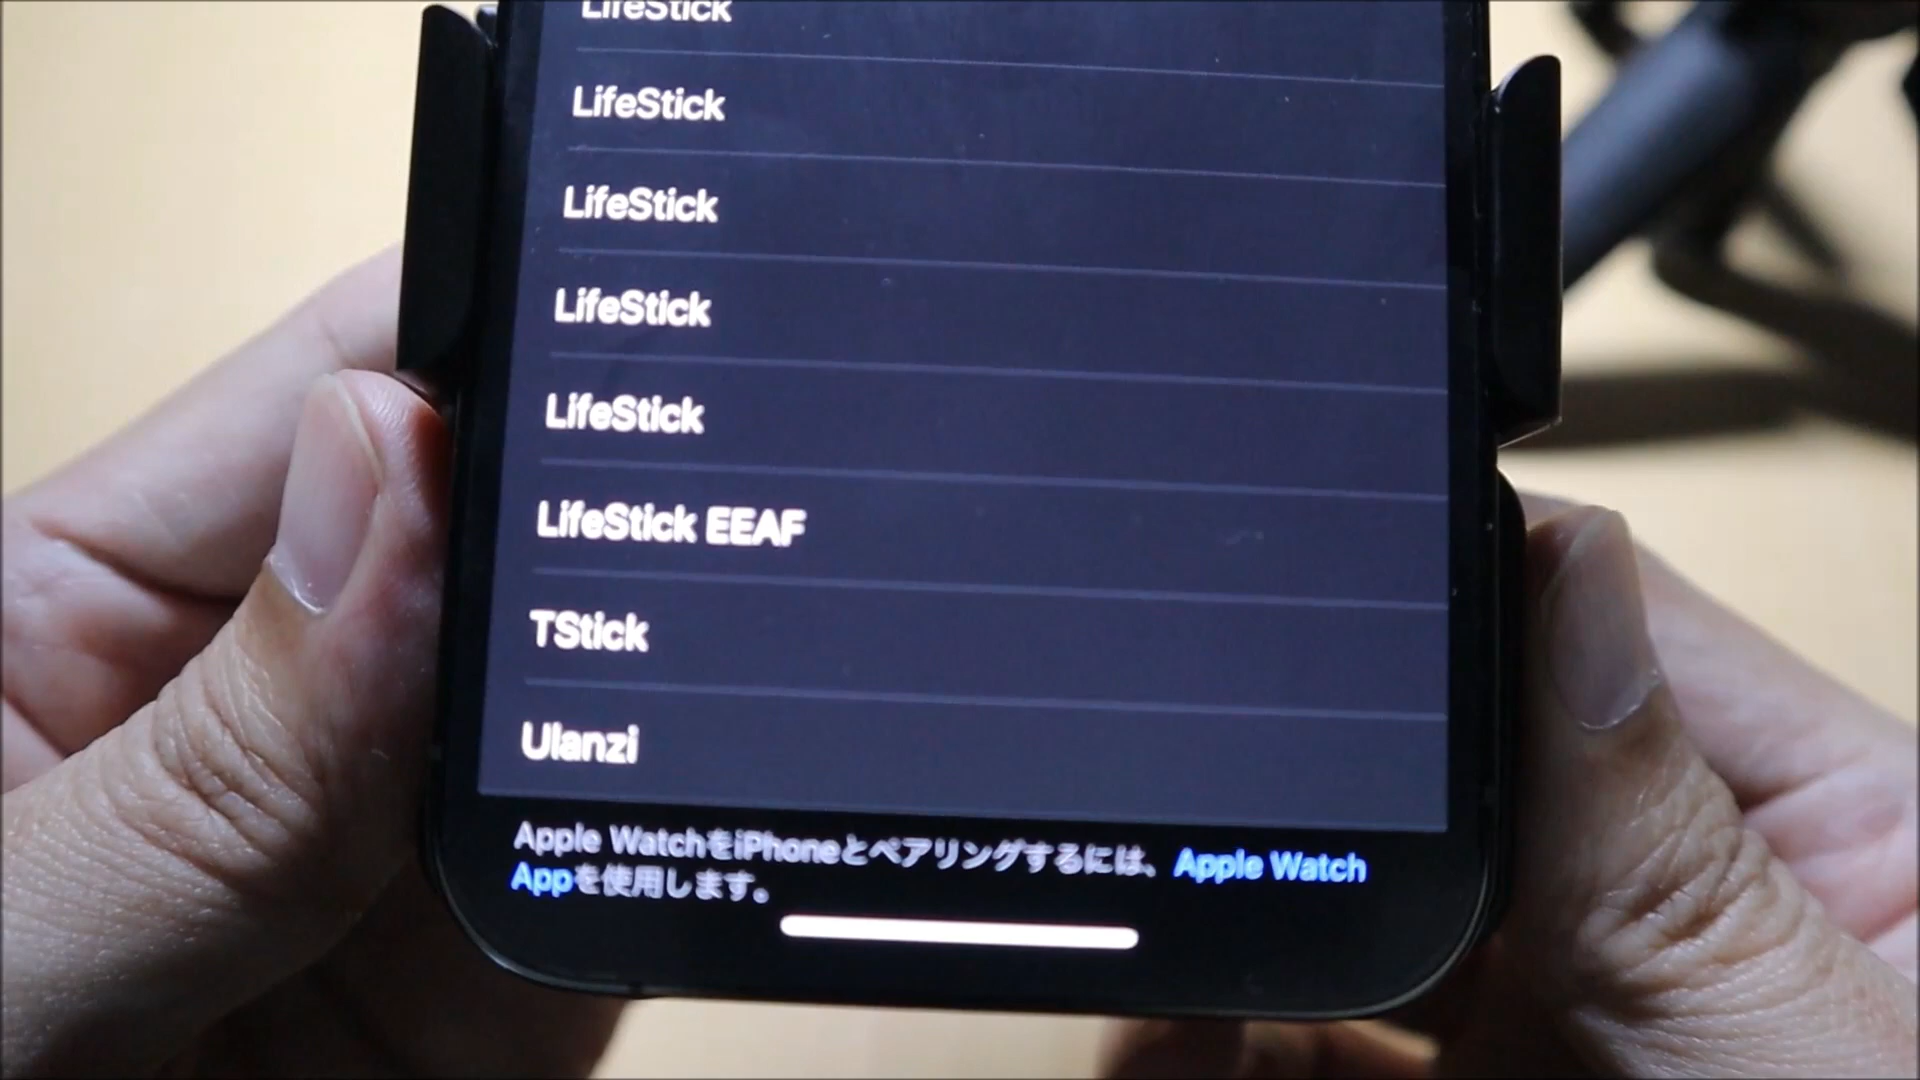 LifeStick
LifeStick
LifeStick
LifeStick
LifeStick
LifeStick EEAF
TStick
Ulanzi
Apple WatchをiPhoneとペアリングするには、Apple Watch
Appを使用します。